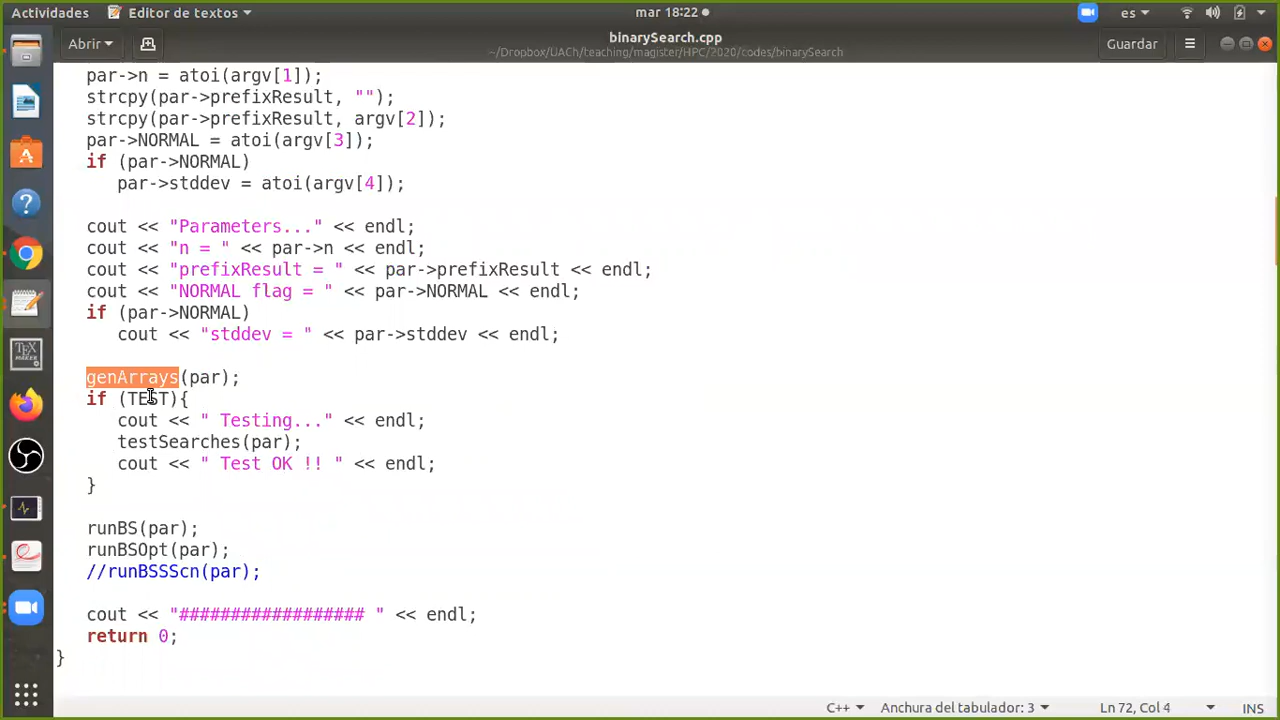 Actividades
Editor de textos
mar 18:22
es
Abrir
binarySearch.cpp
~/Dropbox/UACh/teaching/magister/HPC/2020/codes/binarySearch
Guardar
par->n = atoi(argv[1]);
strcpy(par->prefixResult, "");
strcpy(par->prefixResult, argv[2]);
par->NORMAL = atoi(argv[3]);
if (par->NORMAL)
par->stddev = atoi(argv[4]);
cout << "Parameters..." << endl;
cout << "n = " << par->n << endl;
cout << "prefixResult = " << par->prefixResult << endl;
cout << "NORMAL flag = " << par->NORMAL << endl;
if (par->NORMAL)
cout << "stddev = " << par->stddev << endl;
genArrays(par);
if (TEST){
cout << " Testing..." << endl;
testSearches(par);
cout << " Test OK !! " << endl;
}
runBS(par);
runBSOpt(par);
//runBSSScn(par);
cout << "################## " << endl;
return 0;
}
C++
Anchura del tabulador: 3
Ln 72, Col 4
INS